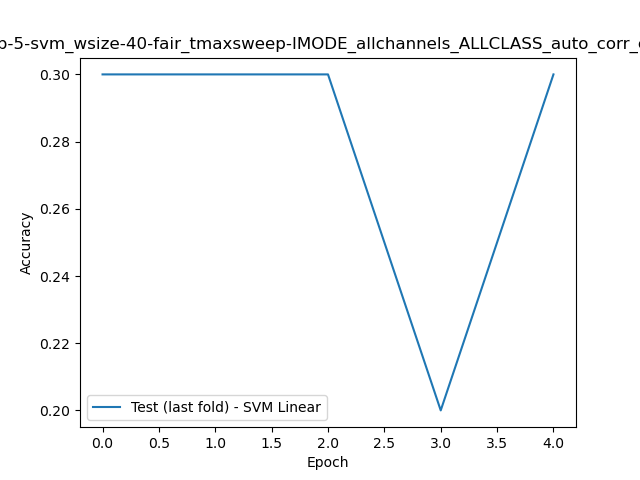 p-5-svm_wsize-40-fair_tmaxsweep-IMODE_allchannels_ALLCLASS_auto_corr_
0.30
0.28
0.26
0.24
0.22
0.20
Accuracy
Test (last fold) - SVM Linear
0.0 0.5 1.0 1.5 2.0 2.5 3.0 3.5 4.0
Epoch